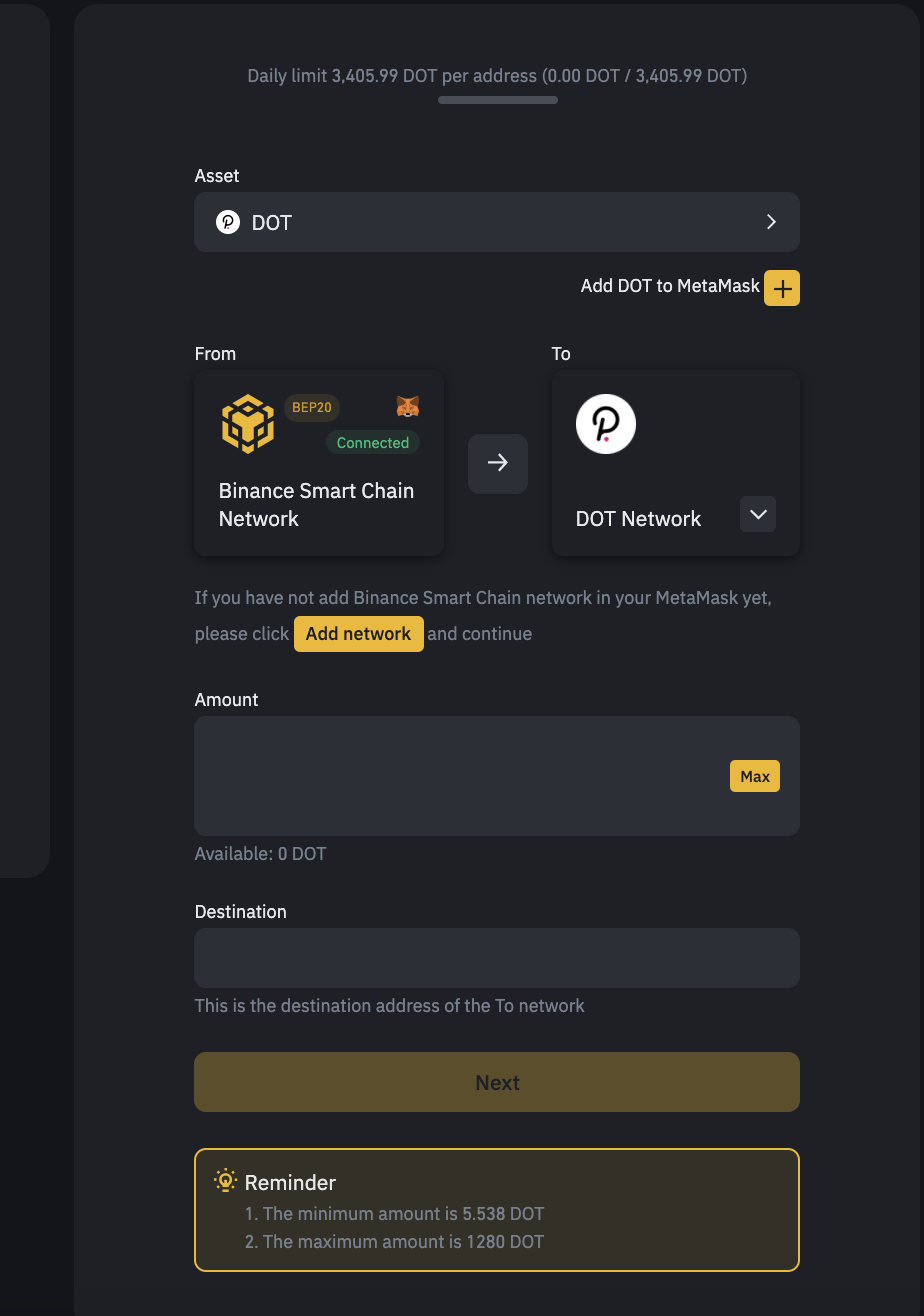 Daily limit 3,405.99 DOT per address (0.00 DOT / 3,405.99 DOT)
Asset
DOT
Add DOT to MetaMask
From
To
BEP20
Connected
Binance Smart Chain
Network
DOT Network
If you have not add Binance Smart Chain network in your MetaMask yet,
please click Add network and continue
Amount
Max
Available: 0 DOT
Destination
This is the destination address of the To network
Next
Reminder
1. The minimum amount is 5.538 DOT
2. The maximum amount is 1280 DOT